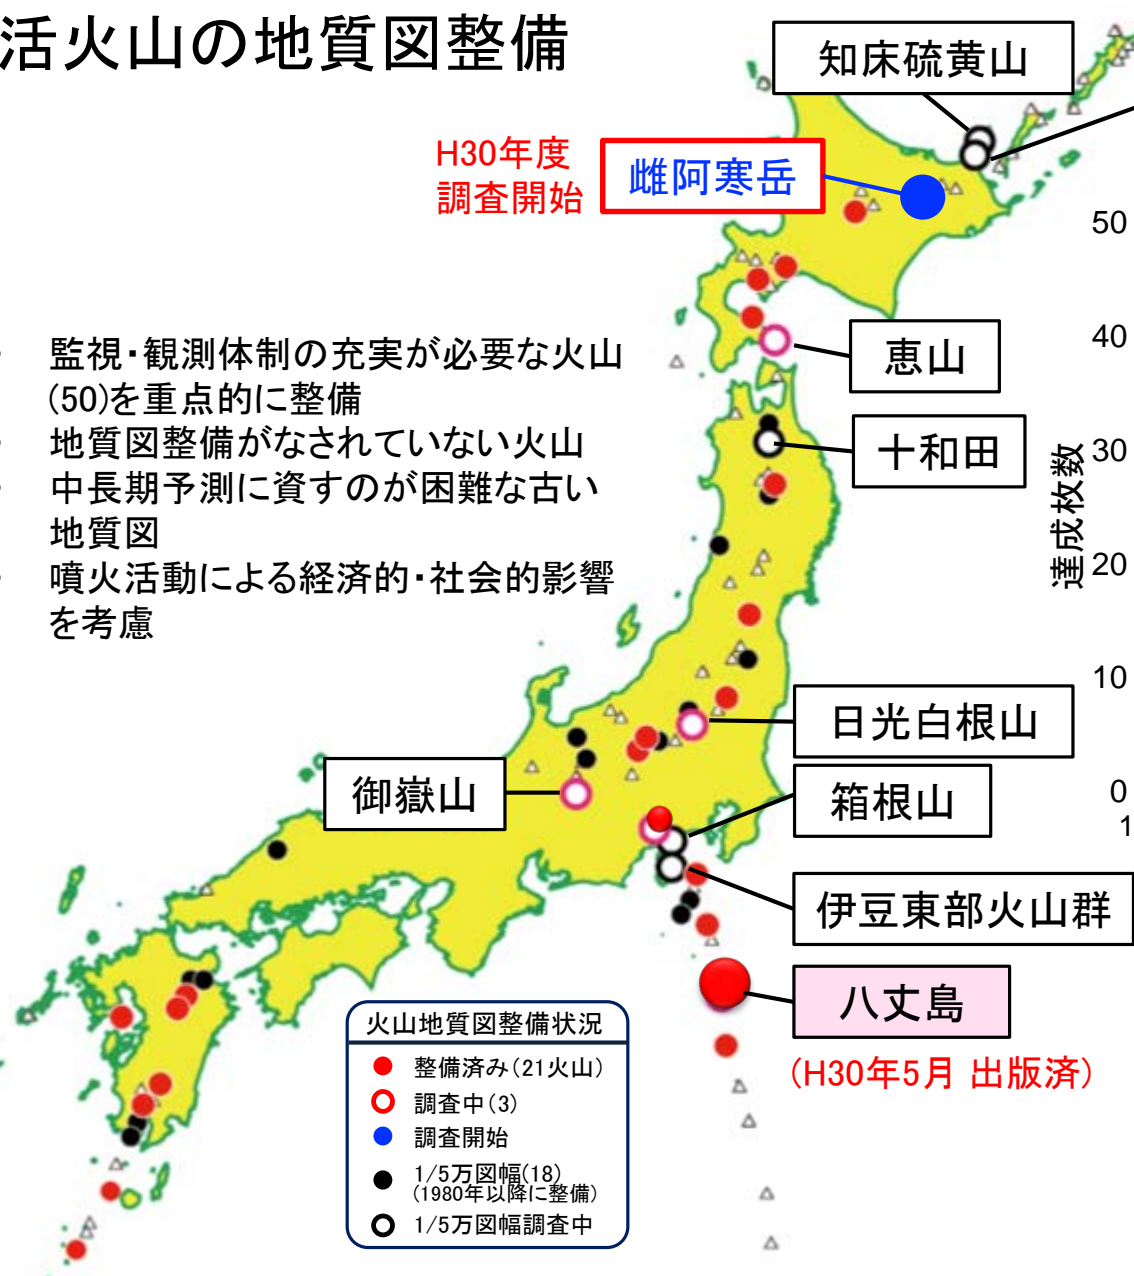 活火山の地質図整備
知床硫黄山
H30年度
調査開始
雌阿寒岳
・ 監視・観測体制の充実が必要な火山
(50)を重点的に整備
・ 地質図整備がなされていない火山
・ 中長期予測に資すのが困難な古い
地質図
・ 噴火活動による経済的・社会的影響
を考慮
恵山
十和田
日光白根山
御嶽山
箱根山
伊豆東部火山群
八丈島
(H30年5月 出版済)
達成枚数
50
40
30
20
10
0
1
火山地質図整備状況
整備済み(21火山)
調査中(3)
調査開始
1/5万図幅(18)
(1980年以降に整備)
1/5万図幅調査中